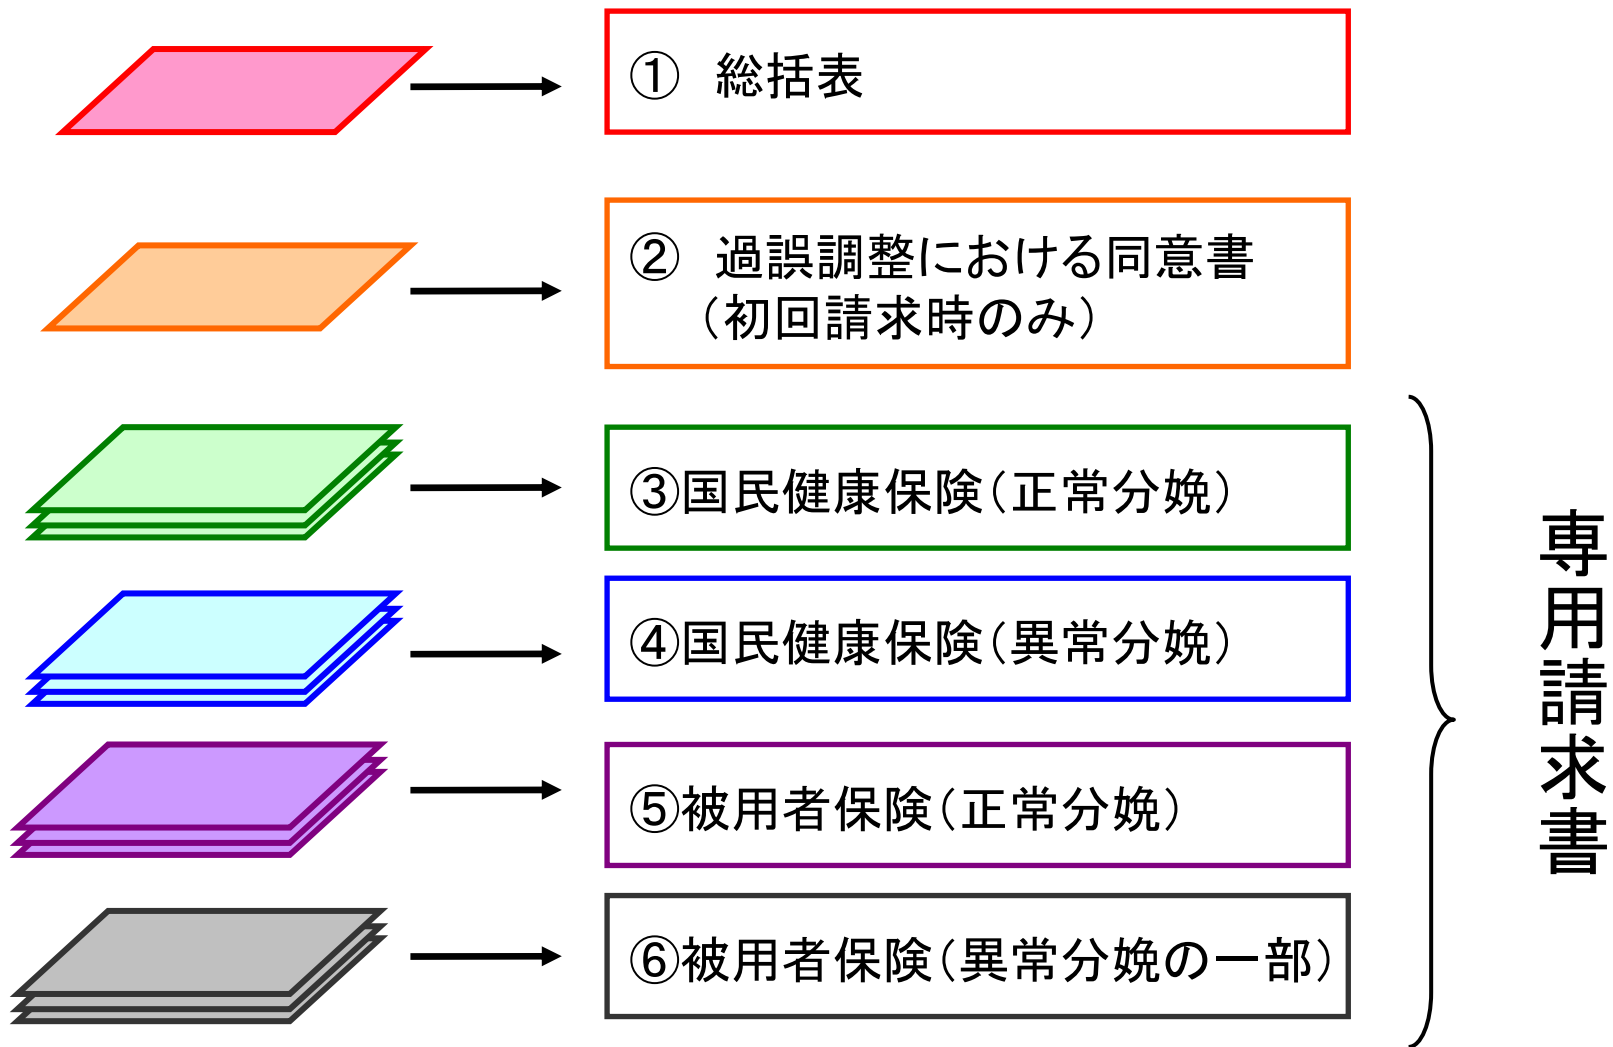 ① 総括表
② 過誤調整における同意書
（初回請求時のみ）
③国民健康保険（正常分娩）
④国民健康保険（異常分娩）
⑤被用者保険（正常分娩）
⑥被用者保険（異常分娩の一部）
専用請求書